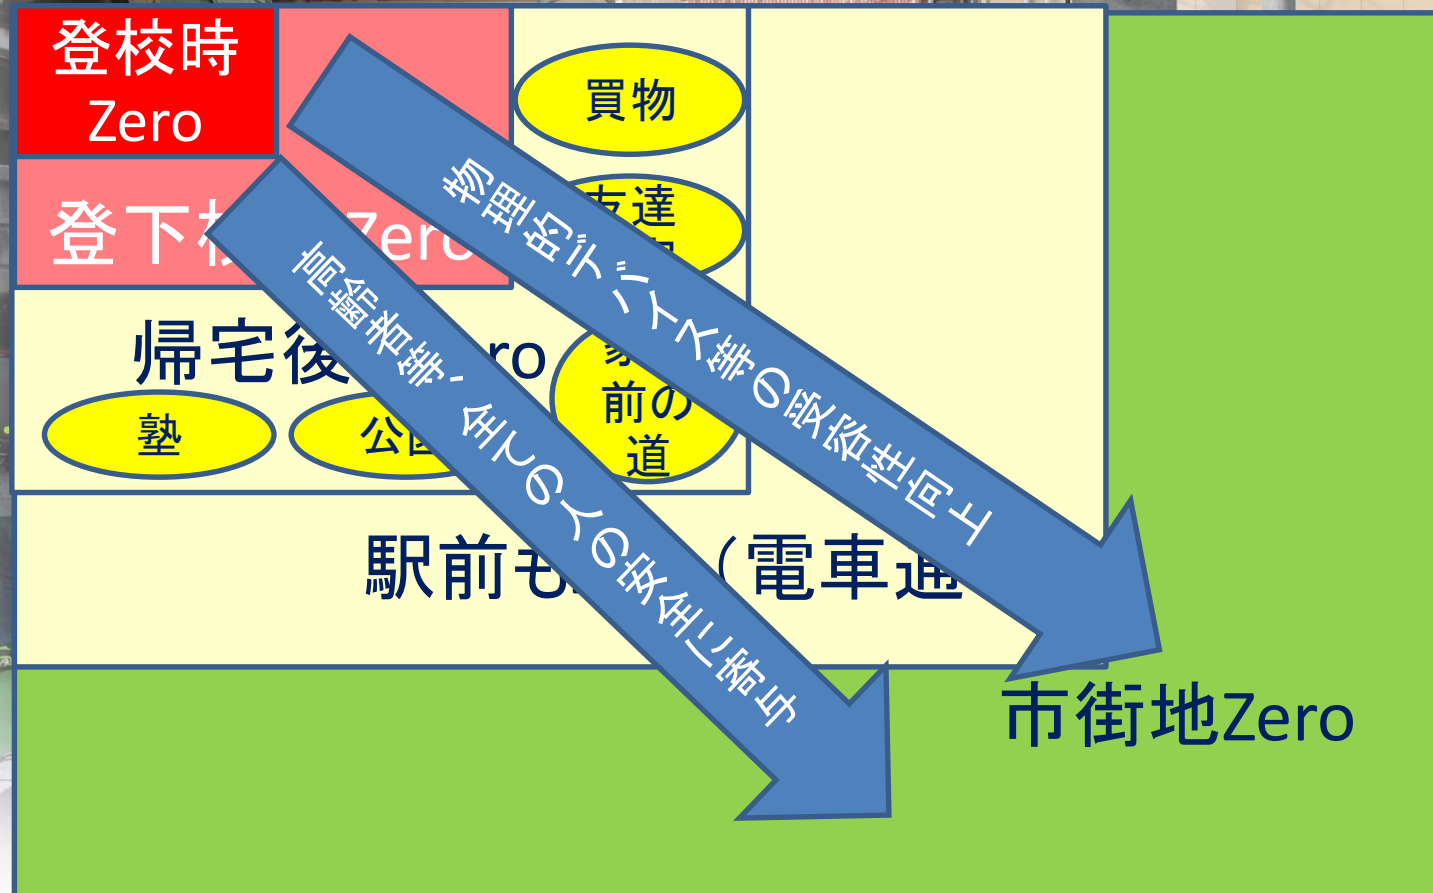 登校時
Zero
買物
友達
登下校 Zero
物理的デバイス等の受容性向上
高齢者等、全ての人の安全に寄与
帰宅後 ro
前の
道
塾
公園
駅前も （電車通
市街地Zero